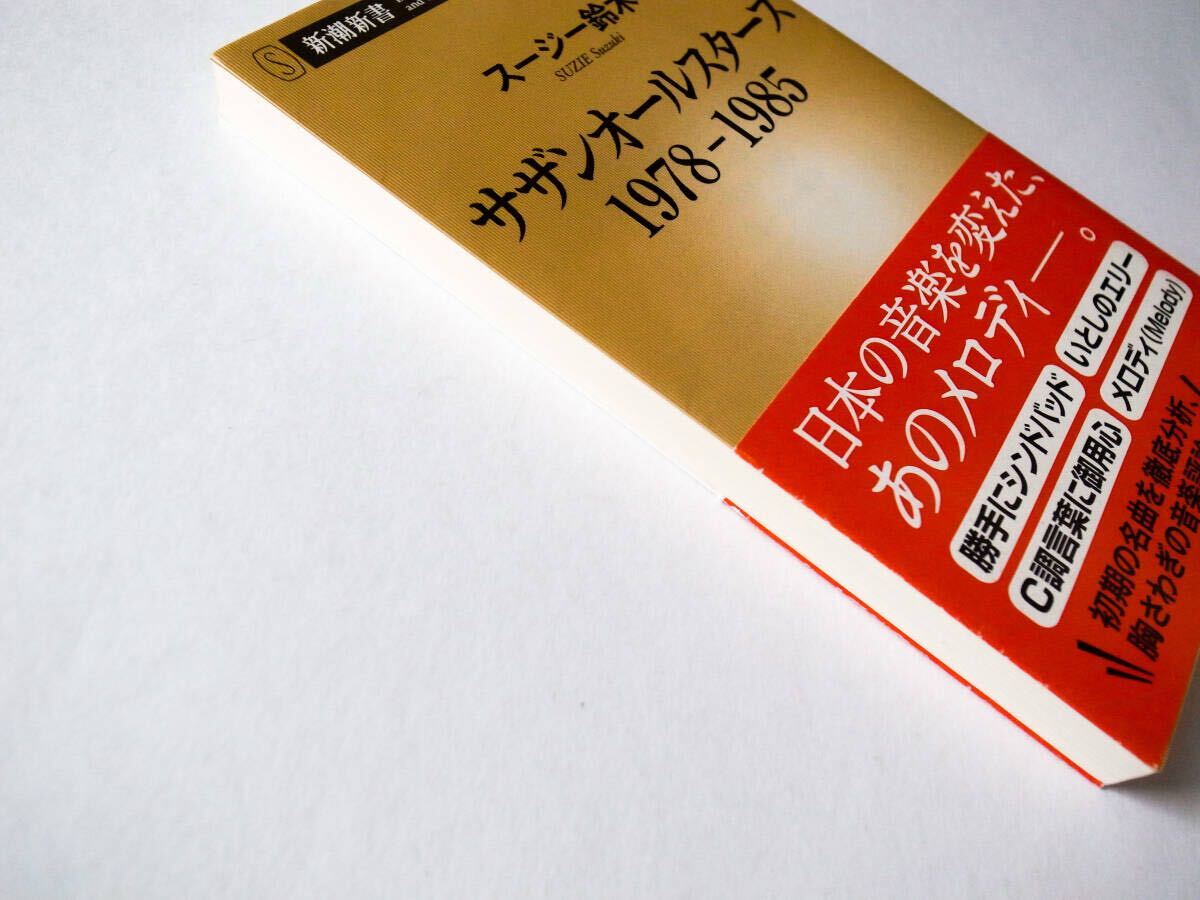 S
新潮新書
and
スージー鈴木
SUZIE Suzuki
サザンオールスターズ
1978-1985
日本の音楽を変えた、
あのメロディー。
勝手にシンドバッド
いとしのエリー
C調言葉に御用心
メロディ(Melody)
初期の名曲を徹底分析、
胸さわぎの音楽評論